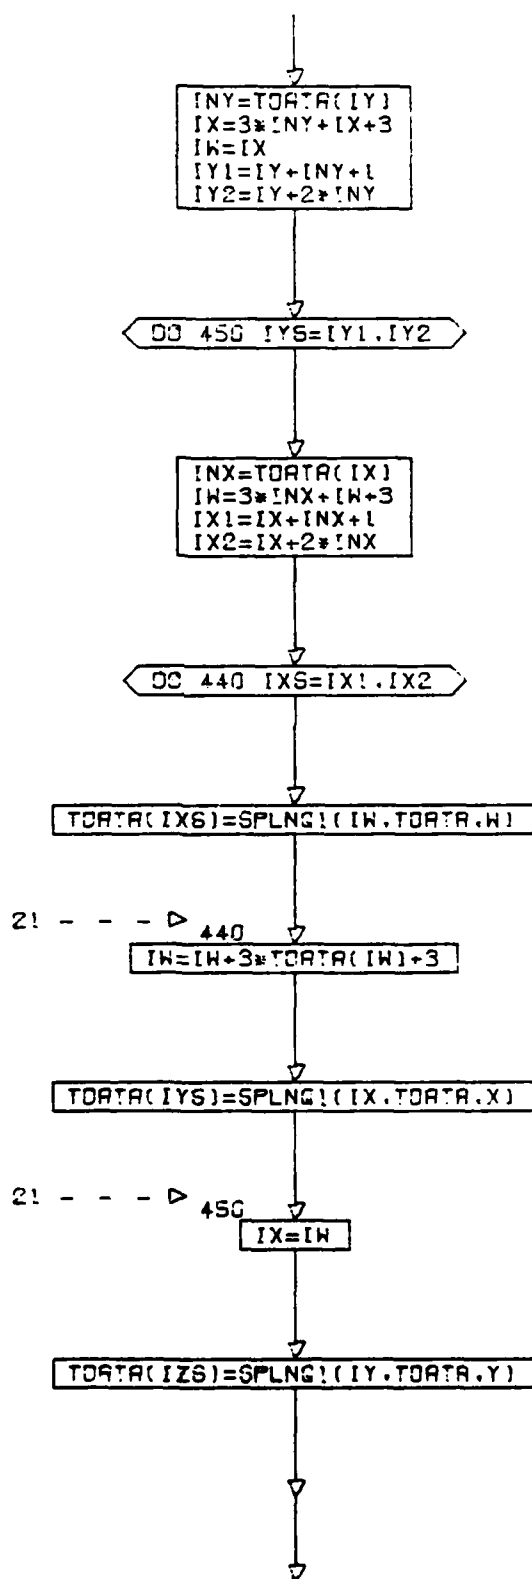 INY=TDATA(IY)
IX=3*INY+IX+3
IW=IX
IY1=IY+INY+1
IY2=IY+2*INY
DO 450 IYS=IY1,IY2
INX=TDATA(IX)
IW=3*INX+IW+3
IX1=IX+INX+1
IX2=IX+2*INX
DO 440 IXS=IX1,IX2
TDATA(IXS)=SPLNG1(IW,TDATA,W)
21 - - - ▷ 440
IW=IW+3*TDATA(IW)+3
TDATA(IYS)=SPLNG1(IX,TDATA,X)
21 - - - ▷ 450
IX=IW
TDATA(IZS)=SPLNG1(IY,TDATA,Y)